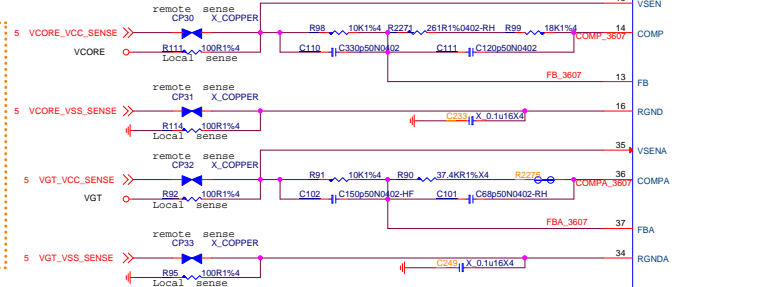 VSEN
remote sense
CP30 X_COPPER
5 VCORE_VCC_SENSE
R98 10K1%4 R2271 261R1%0402-RH R99 18K1%4
14 COMP
COMP_3607
VCORE
R111 100R1%4
Local sense
C110 C330p50N0402 C111 C120p50N0402
FB_3607
13 FB
remote sense
CP31 X_COPPER
5 VCORE_VSS_SENSE
16 RGND
C233 X_0.1u16X4
R114 100R1%4
Local sense
35 VSENA
remote sense
CP32 X_COPPER
5 VGT_VCC_SENSE
R91 10K1%4 R90 37.4KR1%X4 R2275
36 COMPA
COMPA_3607
VGT
R92 100R1%4
Local sense
C102 C150p50N0402-HF C101 C68p50N0402-RH
FBA_3607
37 FBA
remote sense
CP33 X_COPPER
5 VGT_VSS_SENSE
34 RGNDA
C249 X_0.1u16X4
R95 100R1%4
Local sense